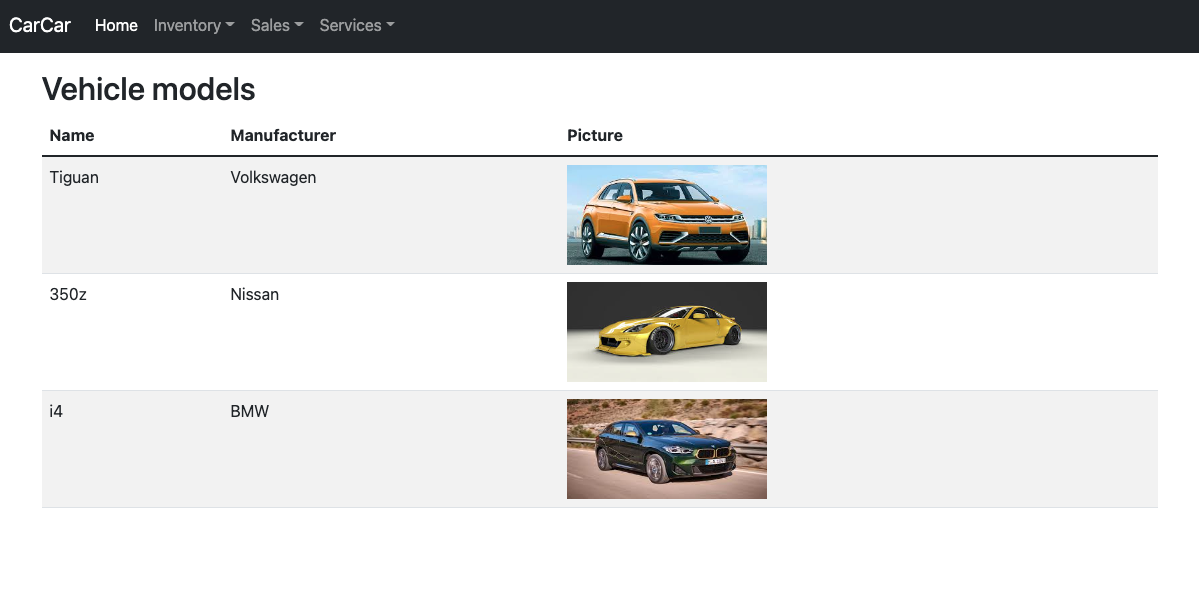 CarCar Home Inventory Sales Services
Vehicle models
Name Manufacturer Picture
Tiguan Volkswagen
350z Nissan
i4 BMW